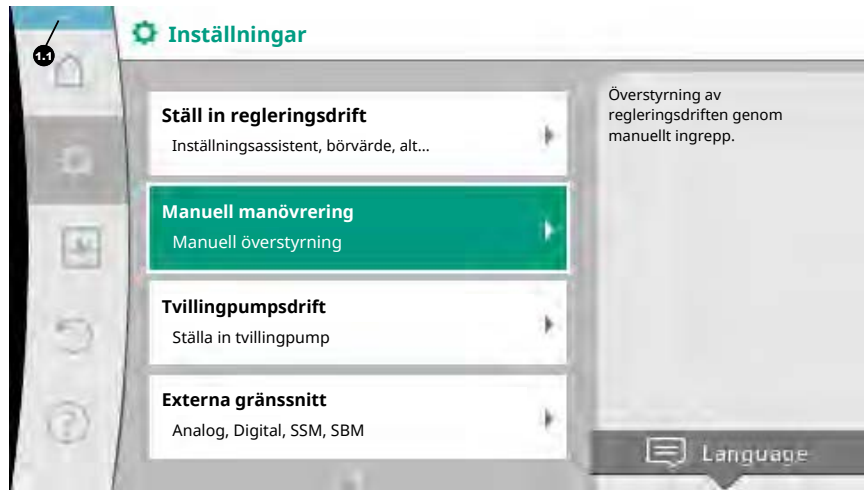 1.1
Inställningar
Ställ in regleringsdrift
Inställningsassistent, börvärde, alt...
Manuell manövrering
Manuell överstyrning
Tvillingpumpsdrift
Ställa in tvillingpump
Externa gränssnitt
Analog, Digital, SSM, SBM
Överstyrning av
regleringsdriften genom
manuellt ingrepp.
Language